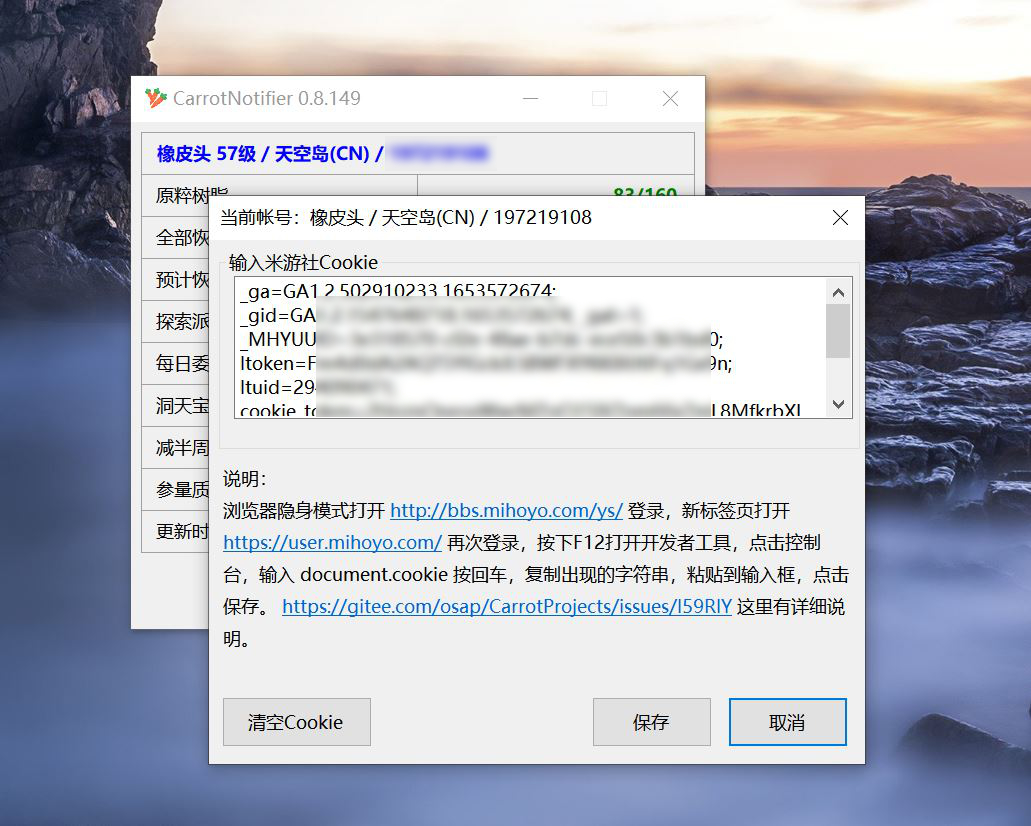 CarrotNotifier 0.8.149
橡皮头 57级 / 天空岛(CN) /
原粹树脂
83/160
全部恢
预计恢
探索派
每日委
洞天宝
减半周
参量质
更新时
当前帐号：橡皮头 / 天空岛(CN) / 197219108
输入米游社Cookie
_ga=GA1.2.502910233.1653572674;
_gid=GA
_MHYUU 0;
ltoken=F 9n;
ltuid=29
cookie_to L8MfkrbXL
说明：
浏览器隐身模式打开 http://bbs.mihoyo.com/ys/ 登录，新标签页打开
https://user.mihoyo.com/ 再次登录，按下F12打开开发者工具，点击控制
台，输入 document.cookie 按回车，复制出现的字符串，粘贴到输入框，点击
保存。 https://gitee.com/osap/CarrotProjects/issues/I59RIY 这里有详细说
明。
清空Cookie
保存
取消